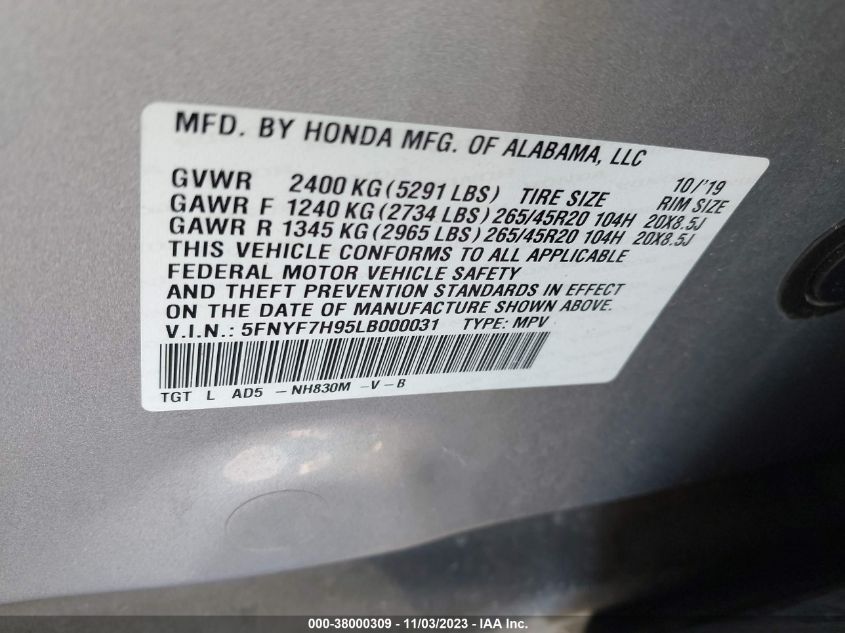 MFD. BY HONDA MFG. OF ALABAMA, LLC
10/'19
GVWR 2400 KG (5291 LBS) TIRE SIZE RIM SIZE
GAWR F 1240 KG (2734 LBS) 265/45R20 104H 20X8.5J
GAWR R 1345 KG (2965 LBS) 265/45R20 104H 20X8.5J
THIS VEHICLE CONFORMS TO ALL APPLICABLE
FEDERAL MOTOR VEHICLE SAFETY
AND THEFT PREVENTION STANDARDS IN EFFECT
ON THE DATE OF MANUFACTURE SHOWN ABOVE.
V.I.N.: 5FNYF7H95LB000031 TYPE: MPV
TGT L AD5 -NH830M -V-B
000-38000309 - 11/03/2023 - IAA Inc.